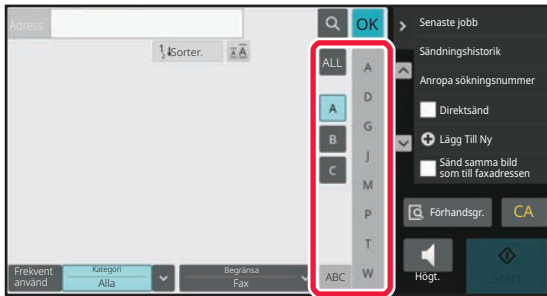 Adress
OK
Sorter.
ALL
A
B
C
ABC
A
D
G
J
M
P
T
W
Frekvent
använd
Kategori
Alla
Begränsa
Fax
Senaste jobb
Sändningshistorik
Anropa sökningsnummer
Direktsänd
Lägg Till Ny
Sänd samma bild
som till faxadressen
Förhandsgr.
CA
Högt.
Start